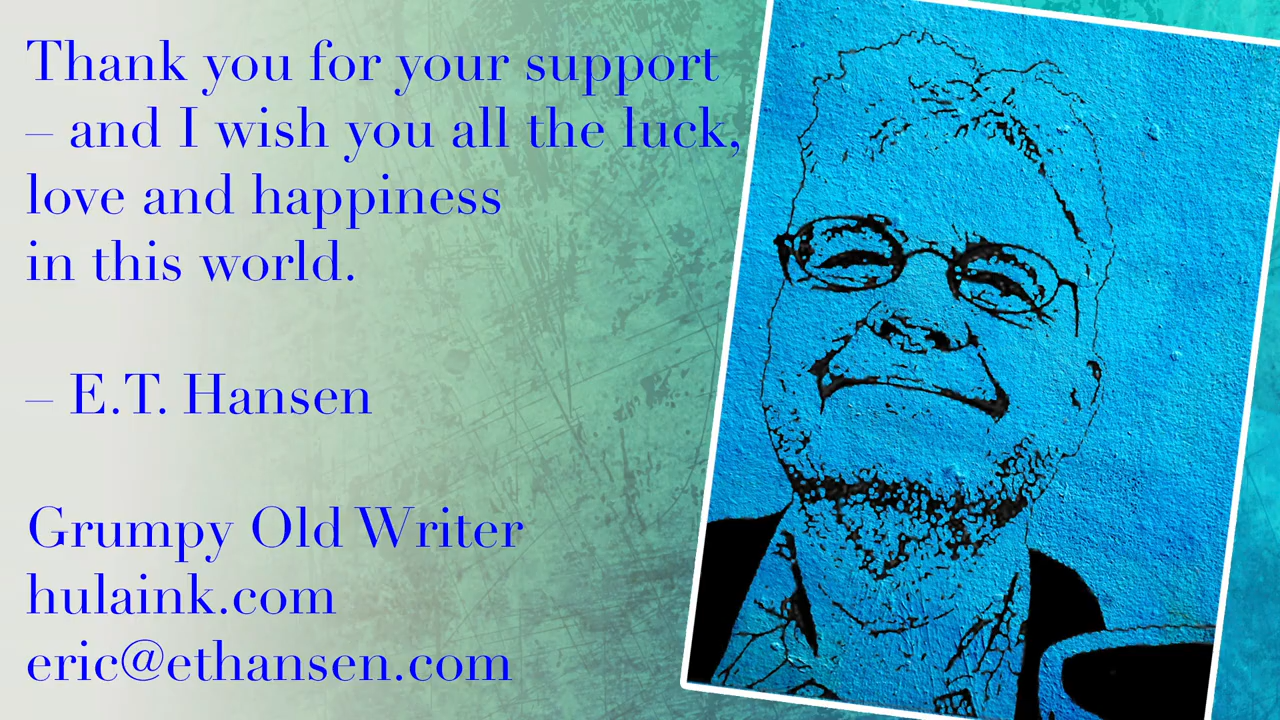 Thank you for your support
– and I wish you all the luck,
love and happiness
in this world.
– E.T. Hansen
Grumpy Old Writer
hulaink.com
eric@ethansen.com